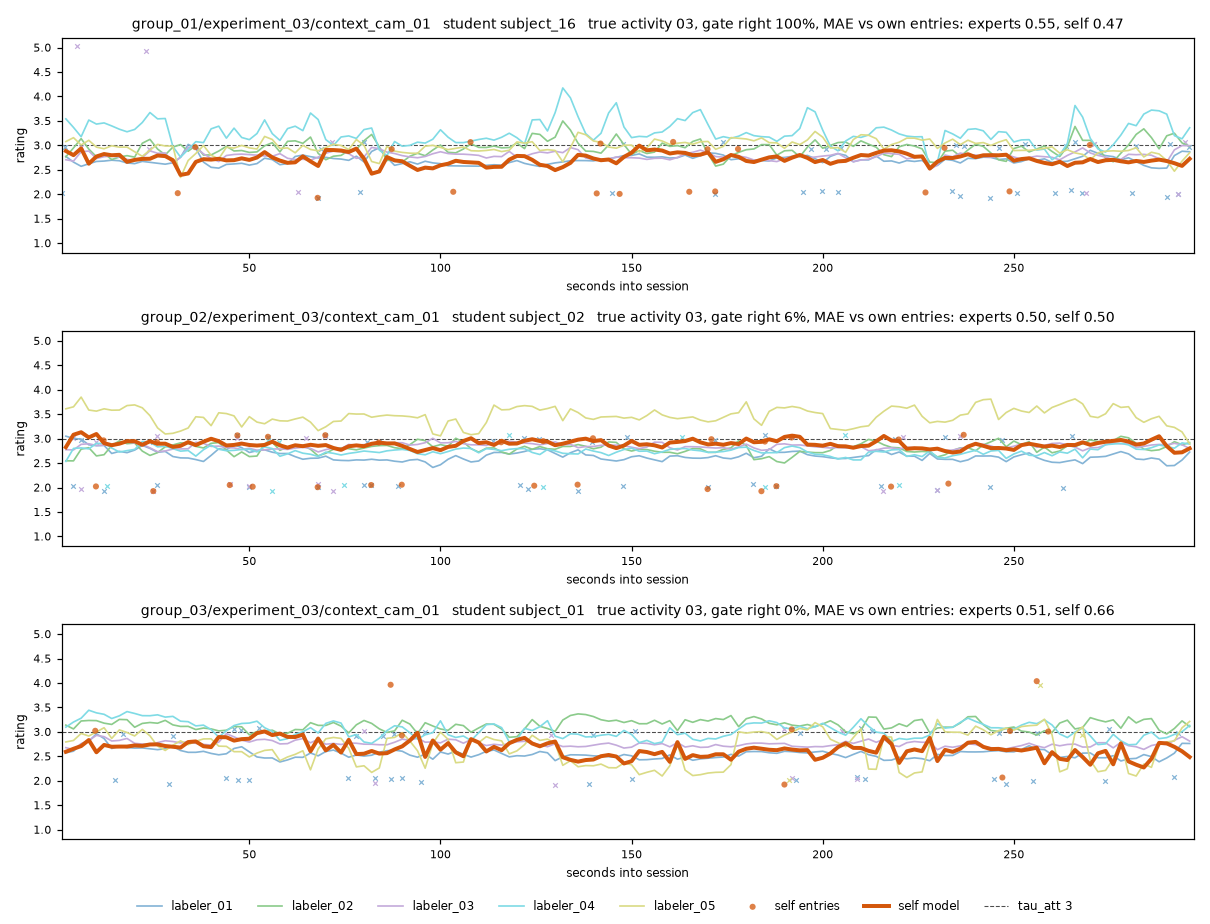 group_01/experiment_03/context_cam_01 student subject_16 true activity 03, gate right 100%, MAE vs own entries: experts 0.55, self 0.47
5.0
4.5
4.0
3.5
3.0
2.5
2.0
1.5
1.0
rating
50 100 150 200 250
seconds into session
group_02/experiment_03/context_cam_01 student subject_02 true activity 03, gate right 6%, MAE vs own entries: experts 0.50, self 0.50
5.0
4.5
4.0
3.5
3.0
2.5
2.0
1.5
1.0
rating
50 100 150 200 250
seconds into session
group_03/experiment_03/context_cam_01 student subject_01 true activity 03, gate right 0%, MAE vs own entries: experts 0.51, self 0.66
5.0
4.5
4.0
3.5
3.0
2.5
2.0
1.5
1.0
rating
50 100 150 200 250
seconds into session
labeler_01 labeler_02 labeler_03 labeler_04 labeler_05 self entries self model tau_att 3